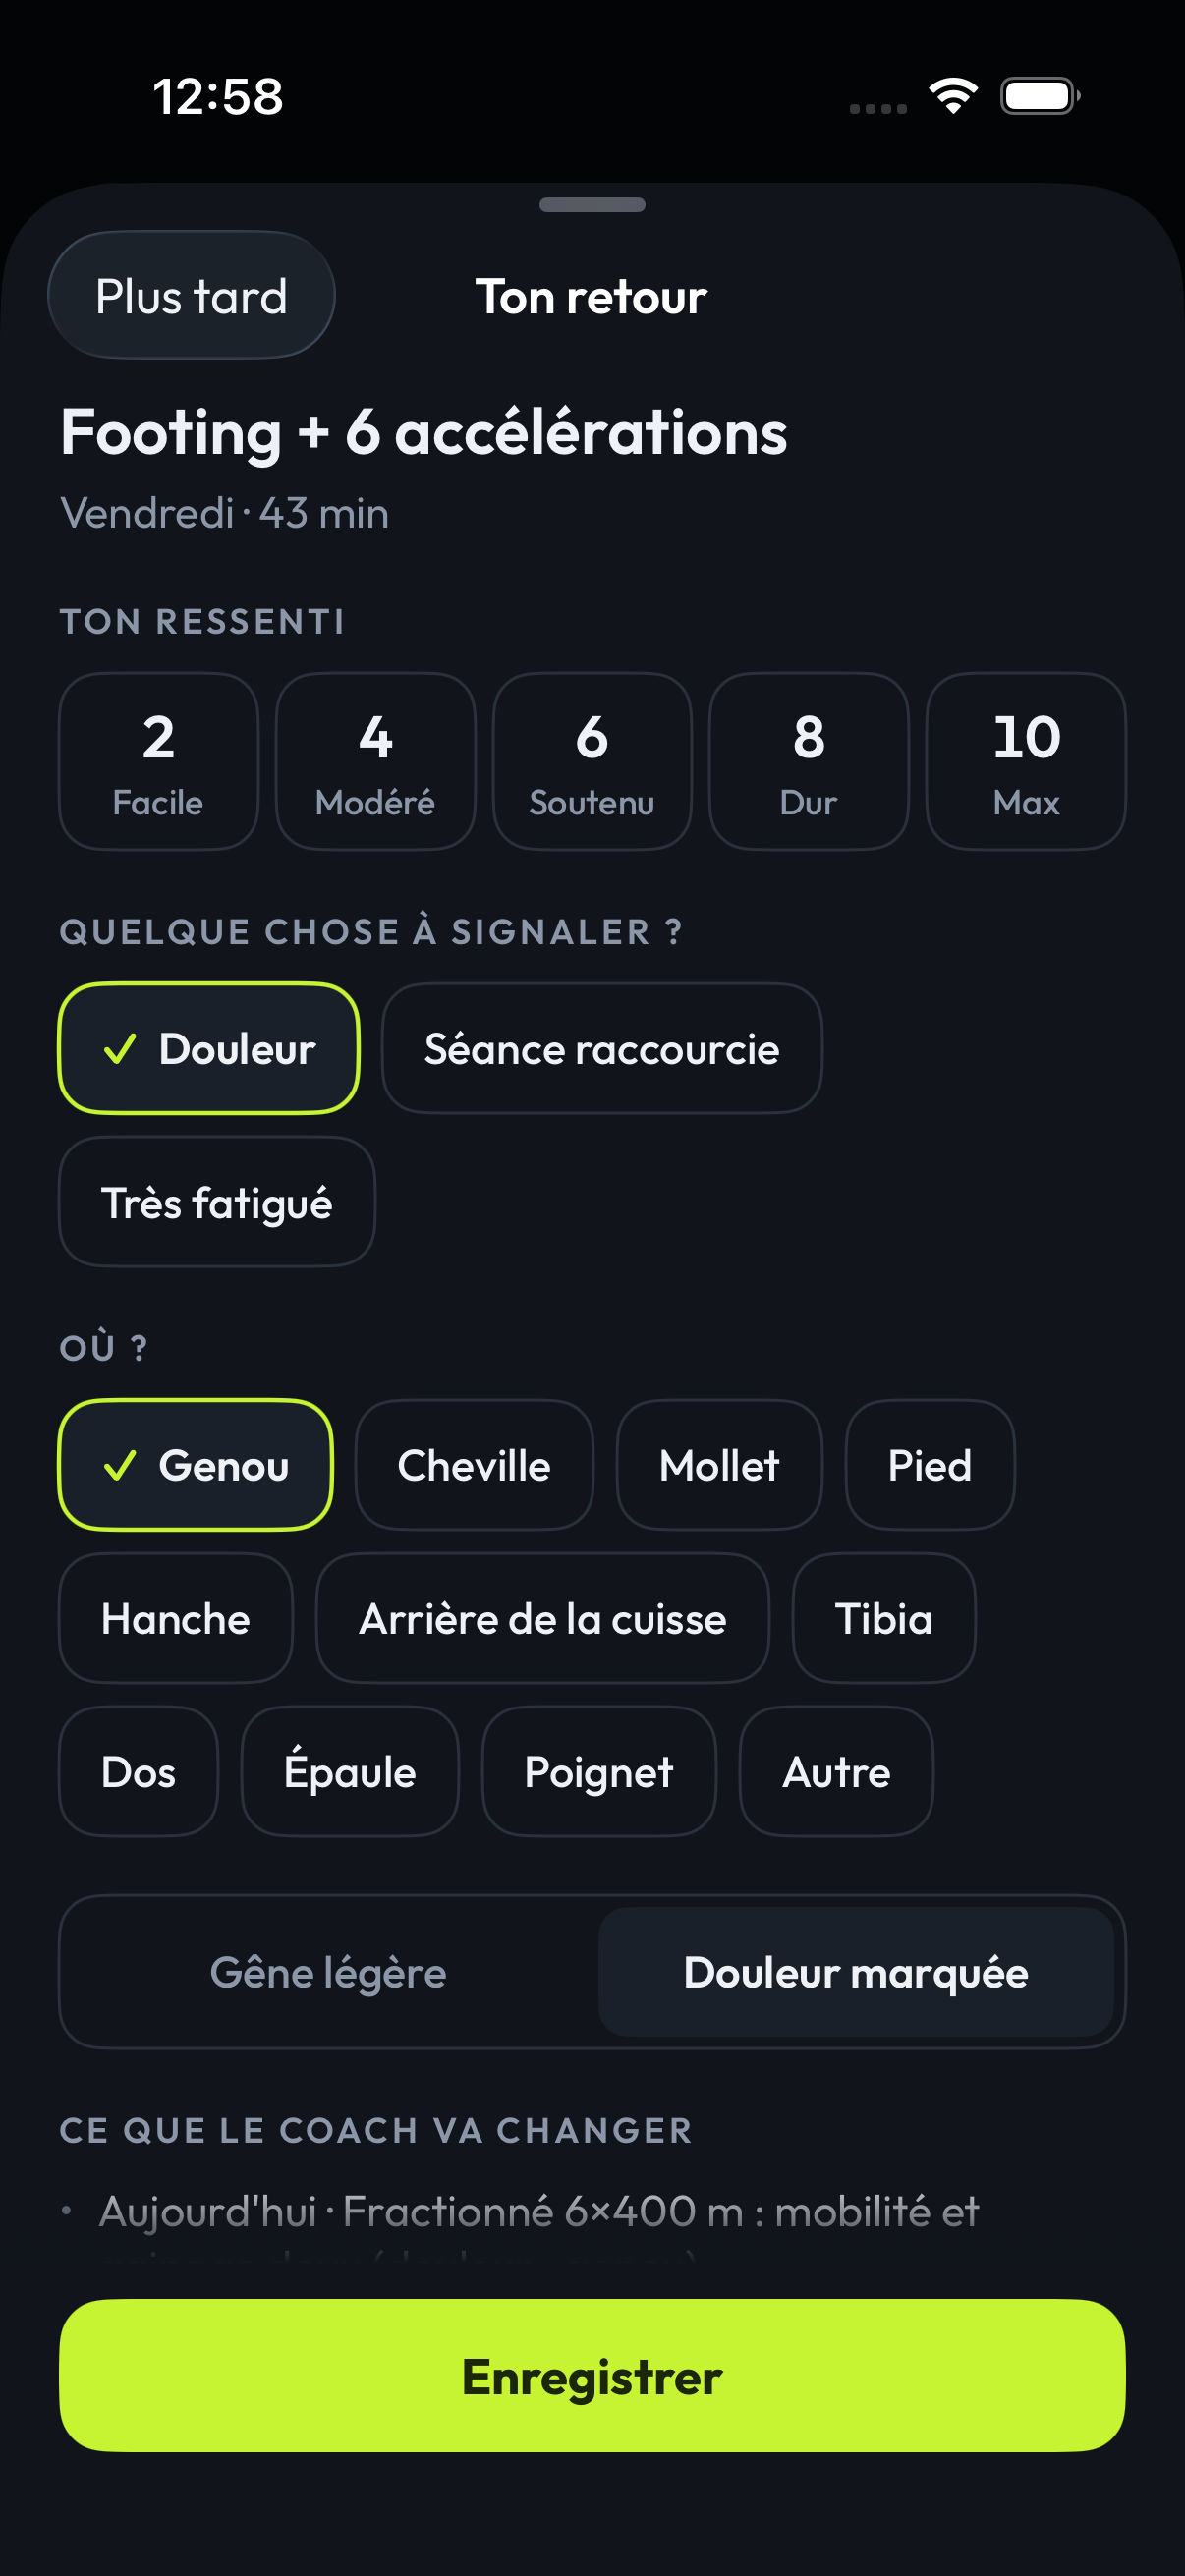 12:58
Plus tard
Ton retour
Footing + 6 accélérations
Vendredi · 43 min
TON RESSENTI
2
Facile
4
Modéré
6
Soutenu
8
Dur
10
Max
QUELQUE CHOSE À SIGNALER ?
Douleur
Séance raccourcie
Très fatigué
OÙ ?
Genou
Cheville
Mollet
Pied
Hanche
Arrière de la cuisse
Tibia
Dos
Épaule
Poignet
Autre
Gêne légère
Douleur marquée
CE QUE LE COACH VA CHANGER
• Aujourd'hui · Fractionné 6×400 m : mobilité et
Enregistrer